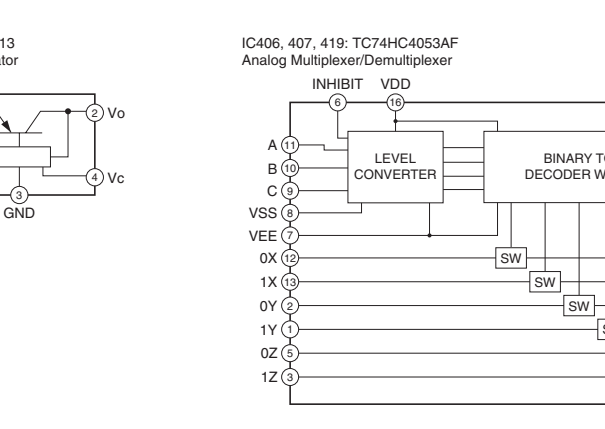 13
IC406, 407, 419: TC74HC4053AF
Analog Multiplexer/Demultiplexer
INHIBIT VDD
6 16
2 Vo
A 11
LEVEL
CONVERTER
BINARY
DECODER
B 10
4 Vc
C 9
3
GND
VSS 8
VEE 7
0X 12
SW
1X 13
SW
0Y 2
SW
1Y 1
0Z 5
1Z 3